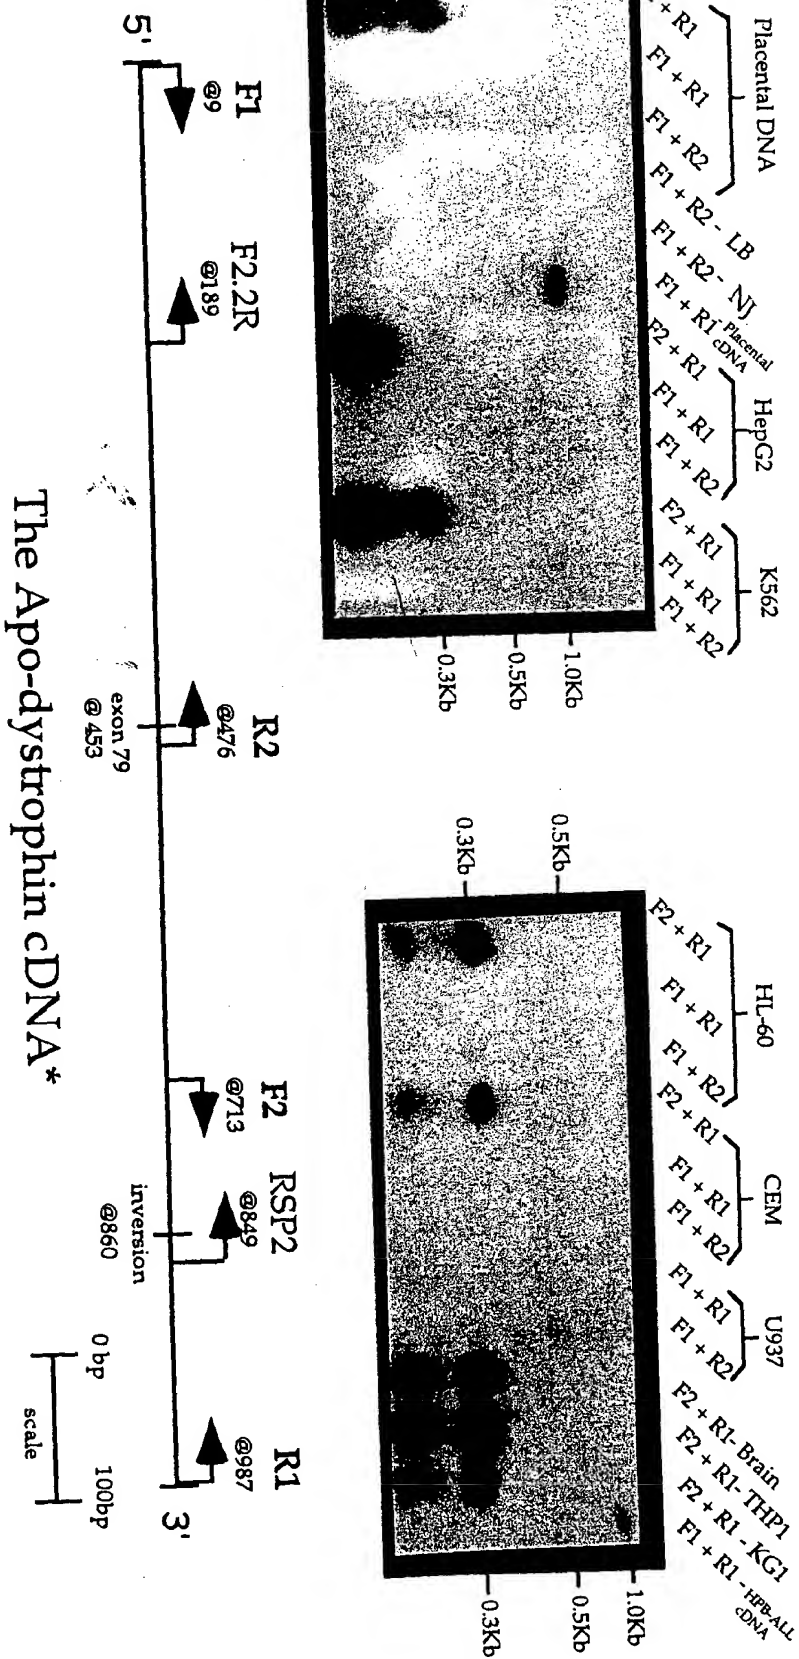 Placental DNA
+ R1
F1 + R1
F1 + R2
F1 + R2 - LB
F1 + R2 - NJ
F1 + R1 - Placental cDNA
HepG2
F2 + R1
F1 + R1
F1 + R2
K562
F2 + R1
F1 + R1
F1 + R2
1.0Kb
0.5Kb
0.3Kb
HL-60
F2 + R1
F1 + R1
F1 + R2
CEM
F2 + R1
F1 + R1
F1 + R2
U937
F1 + R1
F1 + R2
F2 + R1- Brain
F2 + R1- THP1
F2 + R1 - KG1
F1 + R1 - HPB-ALL cDNA
0.5Kb
0.3Kb
1.0Kb
0.5Kb
0.3Kb
F1
@9
F2.2R
@189
R2
@476
F2
@713
RSP2
@849
R1
@987
5'
3'
exon 79
@ 453
inversion
@860
0 bp
100bp
scale
The Apo-dystrophin cDNA*